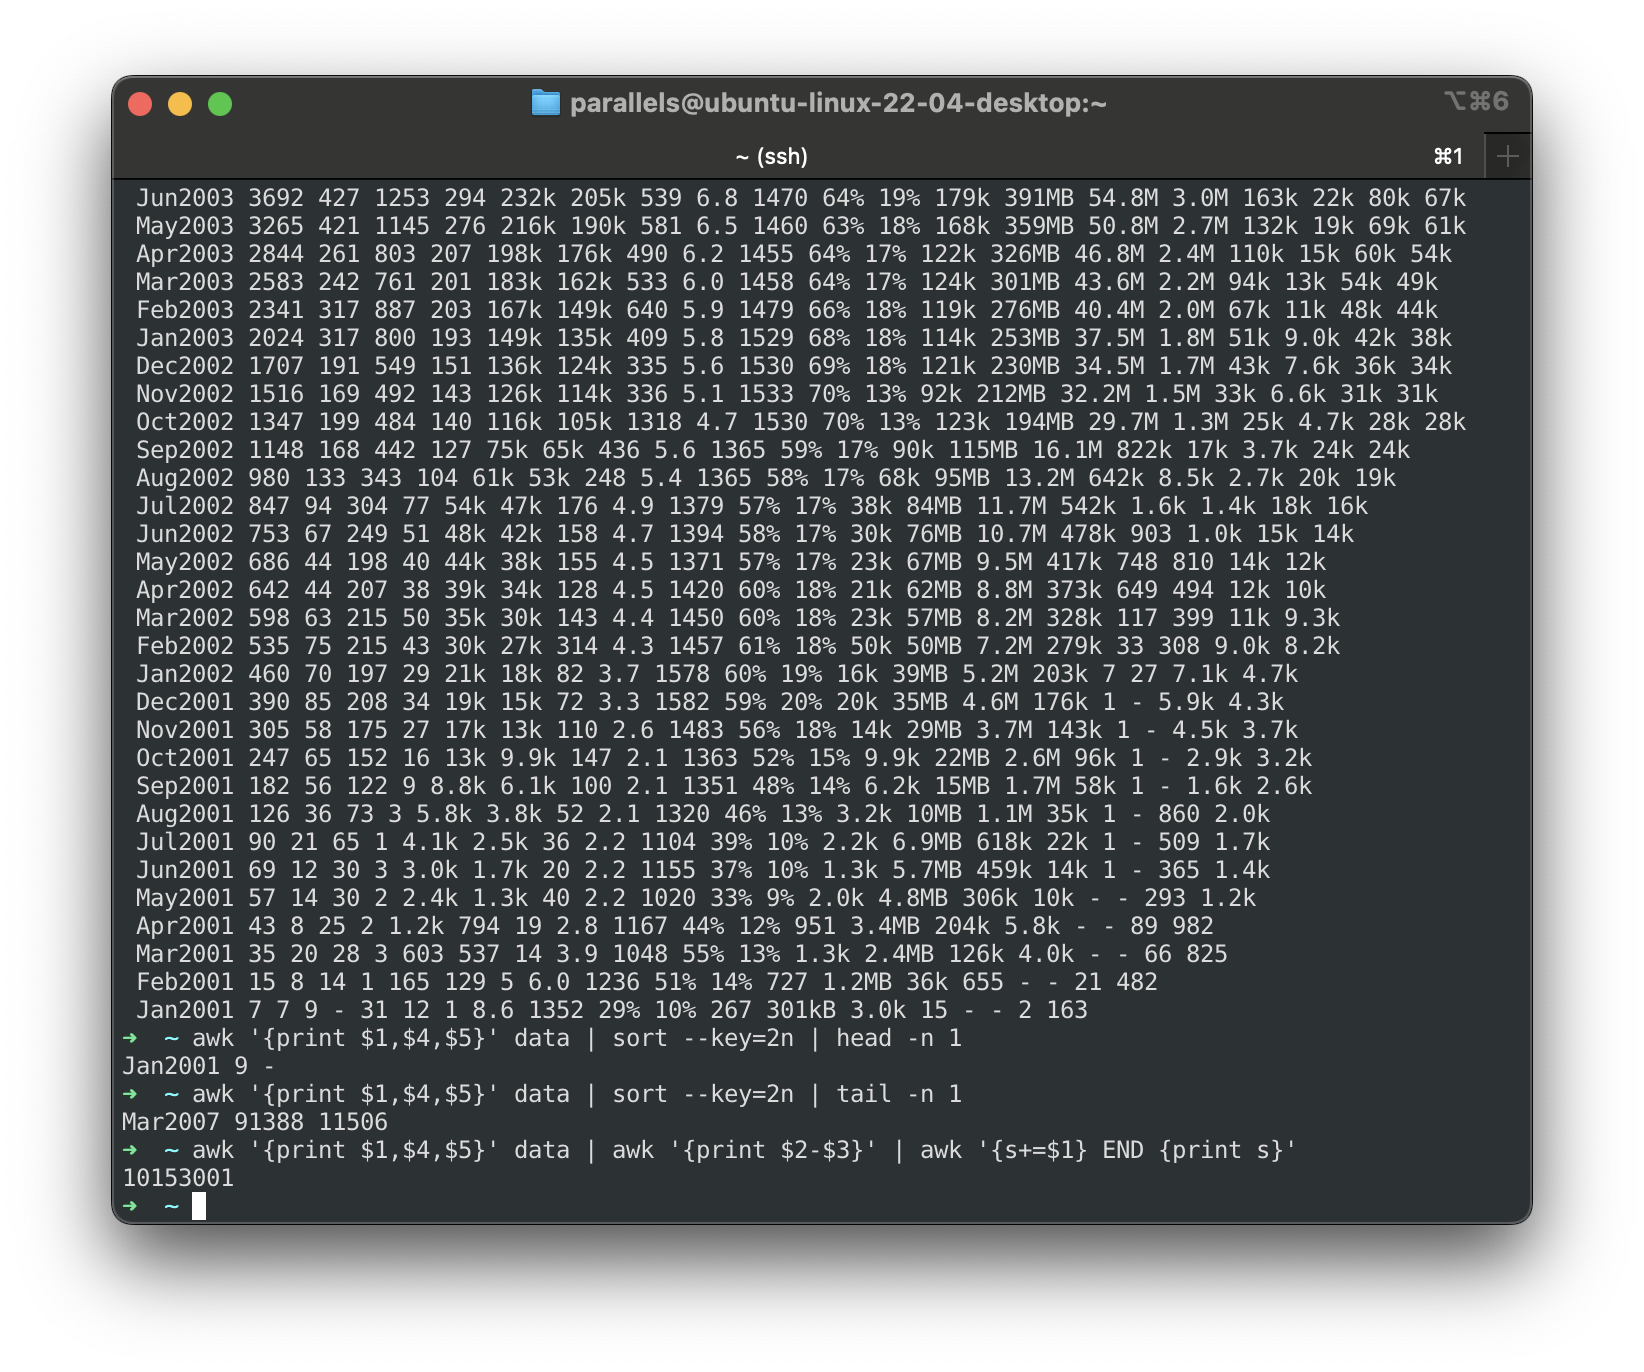 parallels@ubuntu-linux-22-04-desktop:~ ⌥⌘6
~ (ssh) ⌘1 +
Jun2003 3692 427 1253 294 232k 205k 539 6.8 1470 64% 19% 179k 391MB 54.8M 3.0M 163k 22k 80k 67k
May2003 3265 421 1145 276 216k 190k 581 6.5 1460 63% 18% 168k 359MB 50.8M 2.7M 132k 19k 69k 61k
Apr2003 2844 261 803 207 198k 176k 490 6.2 1455 64% 17% 122k 326MB 46.8M 2.4M 110k 15k 60k 54k
Mar2003 2583 242 761 201 183k 162k 533 6.0 1458 64% 17% 124k 301MB 43.6M 2.2M 94k 13k 54k 49k
Feb2003 2341 317 887 203 167k 149k 640 5.9 1479 66% 18% 119k 276MB 40.4M 2.0M 67k 11k 48k 44k
Jan2003 2024 317 800 193 149k 135k 409 5.8 1529 68% 18% 114k 253MB 37.5M 1.8M 51k 9.0k 42k 38k
Dec2002 1707 191 549 151 136k 124k 335 5.6 1530 69% 18% 121k 230MB 34.5M 1.7M 43k 7.6k 36k 34k
Nov2002 1516 169 492 143 126k 114k 336 5.1 1533 70% 13% 92k 212MB 32.2M 1.5M 33k 6.6k 31k 31k
Oct2002 1347 199 484 140 116k 105k 1318 4.7 1530 70% 13% 123k 194MB 29.7M 1.3M 25k 4.7k 28k 28k
Sep2002 1148 168 442 127 75k 65k 436 5.6 1365 59% 17% 90k 115MB 16.1M 822k 17k 3.7k 24k 24k
Aug2002 980 133 343 104 61k 53k 248 5.4 1365 58% 17% 68k 95MB 13.2M 642k 8.5k 2.7k 20k 19k
Jul2002 847 94 304 77 54k 47k 176 4.9 1379 57% 17% 38k 84MB 11.7M 542k 1.6k 1.4k 18k 16k
Jun2002 753 67 249 51 48k 42k 158 4.7 1394 58% 17% 30k 76MB 10.7M 478k 903 1.0k 15k 14k
May2002 686 44 198 40 44k 38k 155 4.5 1371 57% 17% 23k 67MB 9.5M 417k 748 810 14k 12k
Apr2002 642 44 207 38 39k 34k 128 4.5 1420 60% 18% 21k 62MB 8.8M 373k 649 494 12k 10k
Mar2002 598 63 215 50 35k 30k 143 4.4 1450 60% 18% 23k 57MB 8.2M 328k 117 399 11k 9.3k
Feb2002 535 75 215 43 30k 27k 314 4.3 1457 61% 18% 50k 50MB 7.2M 279k 33 308 9.0k 8.2k
Jan2002 460 70 197 29 21k 18k 82 3.7 1578 60% 19% 16k 39MB 5.2M 203k 7 27 7.1k 4.7k
Dec2001 390 85 208 34 19k 15k 72 3.3 1582 59% 20% 20k 35MB 4.6M 176k 1 - 5.9k 4.3k
Nov2001 305 58 175 27 17k 13k 110 2.6 1483 56% 18% 14k 29MB 3.7M 143k 1 - 4.5k 3.7k
Oct2001 247 65 152 16 13k 9.9k 147 2.1 1363 52% 15% 9.9k 22MB 2.6M 96k 1 - 2.9k 3.2k
Sep2001 182 56 122 9 8.8k 6.1k 100 2.1 1351 48% 14% 6.2k 15MB 1.7M 58k 1 - 1.6k 2.6k
Aug2001 126 36 73 3 5.8k 3.8k 52 2.1 1320 46% 13% 3.2k 10MB 1.1M 35k 1 - 860 2.0k
Jul2001 90 21 65 1 4.1k 2.5k 36 2.2 1104 39% 10% 2.2k 6.9MB 618k 22k 1 - 509 1.7k
Jun2001 69 12 30 3 3.0k 1.7k 20 2.2 1155 37% 10% 1.3k 5.7MB 459k 14k 1 - 365 1.4k
May2001 57 14 30 2 2.4k 1.3k 40 2.2 1020 33% 9% 2.0k 4.8MB 306k 10k - - 293 1.2k
Apr2001 43 8 25 2 1.2k 794 19 2.8 1167 44% 12% 951 3.4MB 204k 5.8k - - 89 982
Mar2001 35 20 28 3 603 537 14 3.9 1048 55% 13% 1.3k 2.4MB 126k 4.0k - - 66 825
Feb2001 15 8 14 1 165 129 5 6.0 1236 51% 14% 727 1.2MB 36k 655 - - 21 482
Jan2001 7 7 9 - 31 12 1 8.6 1352 29% 10% 267 301kB 3.0k 15 - - 2 163
➜  ~ awk '{print $1,$4,$5}' data | sort --key=2n | head -n 1
Jan2001 9 -
➜  ~ awk '{print $1,$4,$5}' data | sort --key=2n | tail -n 1
Mar2007 91388 11506
➜  ~ awk '{print $1,$4,$5}' data | awk '{print $2-$3}' | awk '{s+=$1} END {print s}'
10153001
➜  ~